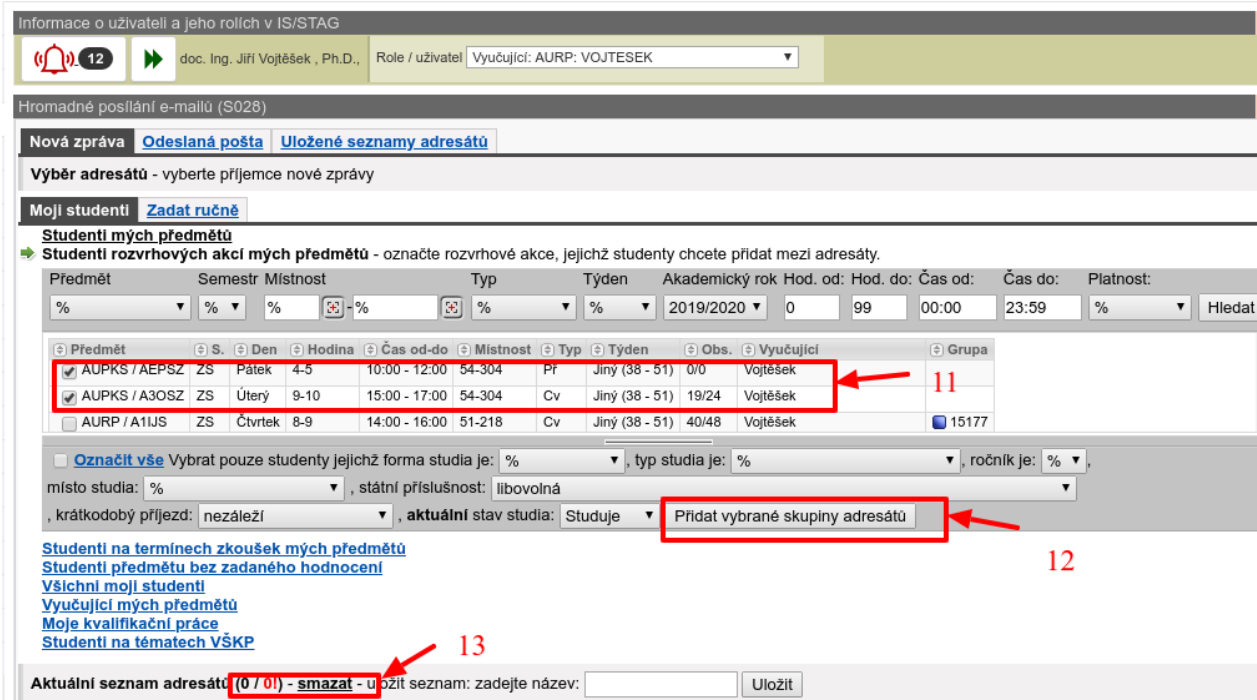 Informace o uživateli a jeho rolích v IS/STAG
12 doc. Ing. Jiří Vojtěšek , Ph.D., Role / uživatel Vyučující: AURP: VOJTESEK
Hromadné posílání e-mailů (S028)
Nová zpráva Odeslaná pošta Uložené seznamy adresátů
Výběr adresátů - vyberte příjemce nové zprávy
Moji studenti Zadat ručně
Studenti mých předmětů
Studenti rozvrhových akcí mých předmětů - označte rozvrhové akce, jejichž studenty chcete přidat mezi adresáty.
Předmět Semestr Místnost Typ Týden Akademický rok Hod. od: Hod. do: Čas od: Čas do: Platnost:
% % % - % % % 2019/2020 0 99 00:00 23:59 % Hledat
Předmět S. Den Hodina Čas od-do Místnost Typ Týden Obs. Vyučující Grupa
AUPKS / AEPSZ ZS Pátek 4-5 10:00 - 12:00 54-304 Př Jiný (38 - 51) 0/0 Vojtěšek
11
AUPKS / A3OSZ ZS Úterý 9-10 15:00 - 17:00 54-304 Cv Jiný (38 - 51) 19/24 Vojtěšek
AURP / A1IJS ZS Čtvrtek 8-9 14:00 - 16:00 51-218 Cv Jiný (38 - 51) 40/48 Vojtěšek 15177
Označit vše Vybrat pouze studenty jejichž forma studia je: % , typ studia je: % , ročník je: % ,
místo studia: % , státní příslušnost: libovolná
, krátkodobý příjezd: nezáleží , aktuální stav studia: Studuje Přidat vybrané skupiny adresátů
12
Studenti na termínech zkoušek mých předmětů
Studenti předmětu bez zadaného hodnocení
Všichni moji studenti
Vyučující mých předmětů
Moje kvalifikační práce
Studenti na tématech VŠKP
13
Aktuální seznam adresátů (0 / 0!) - smazat - uložit seznam: zadejte název: Uložit